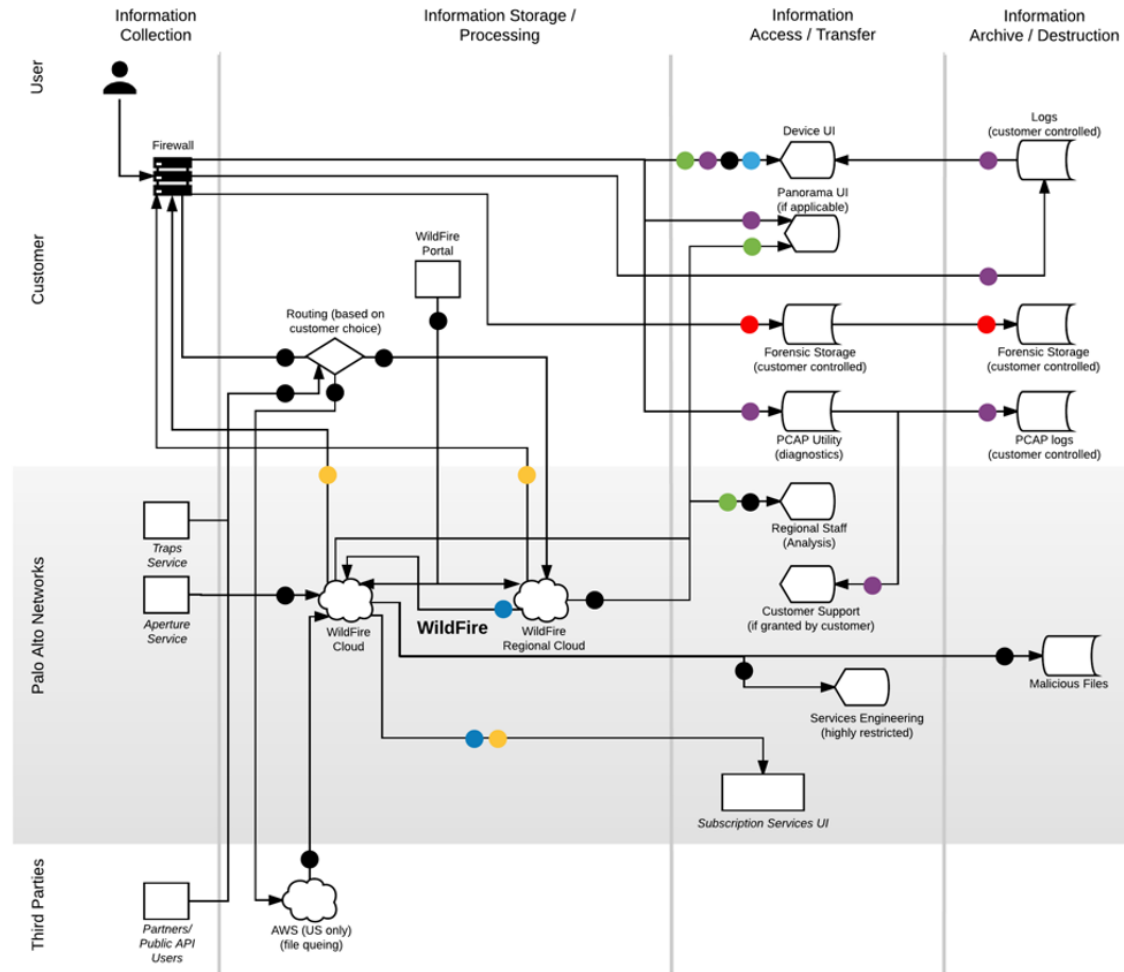 Information
Collection
Information Storage /
Processing
Information
Access / Transfer
Information
Archive / Destruction
User
Customer
Palo Alto Networks
Third Parties
Firewall
Device UI
Logs
(customer controlled)
Panorama UI
(if applicable)
WildFire
Portal
Routing (based on
customer choice)
Forensic Storage
(customer controlled)
Forensic Storage
(customer controlled)
PCAP Utility
(diagnostics)
PCAP logs
(customer controlled)
Traps
Service
Regional Staff
(Analysis)
Aperture
Service
WildFire
Cloud
WildFire
WildFire
Regional Cloud
Customer Support
(if granted by customer)
Malicious Files
Services Engineering
(highly restricted)
Subscription Services UI
Partners/
Public API
Users
AWS (US only)
(file queing)